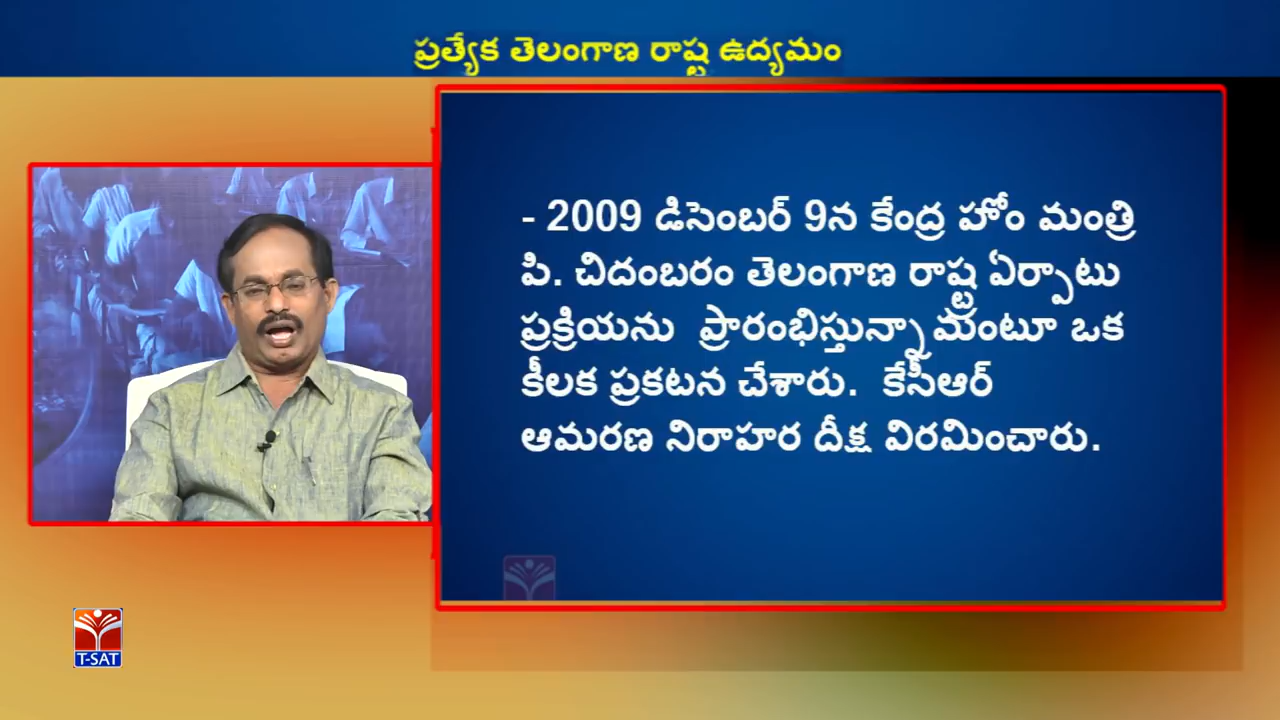 ప్రత్యేక తెలంగాణ రాష్ట ఉద్యమం
- 2009 డిసెంబర్ 9న కేంద్ర హోం మంత్రి
పి. చిదంబరం తెలంగాణ రాష్ట్ర ఏర్పాటు
ప్రక్రియను ప్రారంభిస్తున్నామంటూ ఒక
కీలక ప్రకటన చేశారు. కేసీఆర్
ఆమరణ నిరాహర దీక్ష విరమించారు.
T-SAT